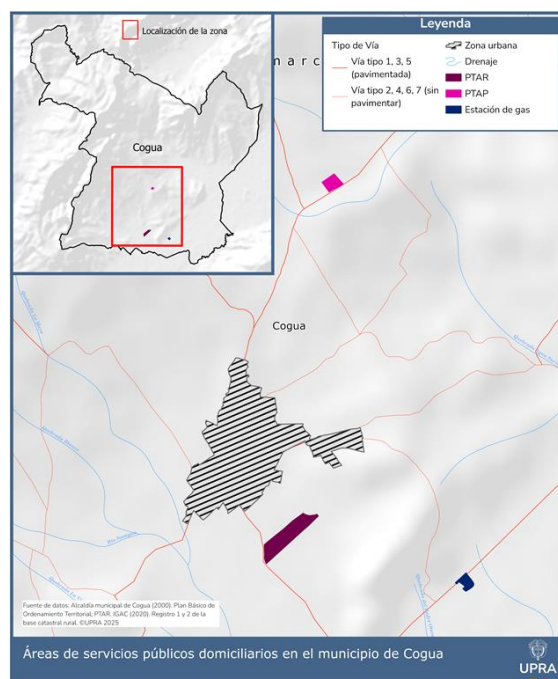 Localización de la zona
Cogua
Leyenda
Tipo de Vía
Vía tipo 1, 3, 5
(pavimentada)
Vía tipo 2, 4, 6, 7 (sin
pavimentar)
Zona urbana
Drenaje
PTAR
PTAP
Estación de gas
marc
Cogua
Fuente de datos: Alcaldía municipal de Cogua (2000). Plan Básico de
Ordenamiento Territorial; PTAR. IGAC (2020). Registro 1 y 2 de la
base catastral rural. ©UPRA 2025
Áreas de servicios públicos domiciliarios en el municipio de Cogua
UPRA